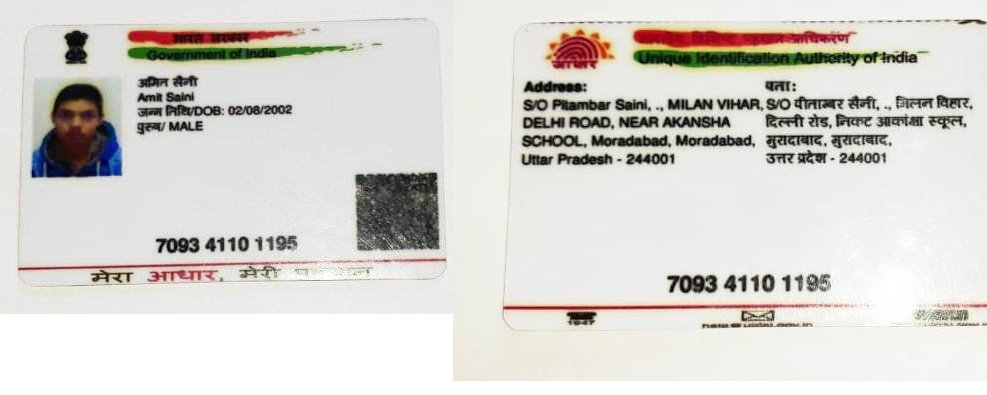 भारत सरकार
Government of India
अमित सैनी
Amit Saini
जन्म तिथि/DOB: 02/08/2002
पुरुष/ MALE
7093 4110 1195
मेरा आधार, मेरी
आधार
प्राधिकरण
Unique Identification Authority of India
Address:
S/O Pitambar Saini, ., MILAN VIHAR,
DELHI ROAD, NEAR AKANSHA
SCHOOL, Moradabad, Moradabad,
Uttar Pradesh - 244001
पता:
S/O पीताम्बर सैनी, ., मिलन विहार,
दिल्ली रोड, निकट आकांक्षा स्कूल,
मुरादाबाद, मुरादाबाद,
उत्तर प्रदेश - 244001
7093 4110 1195
1947